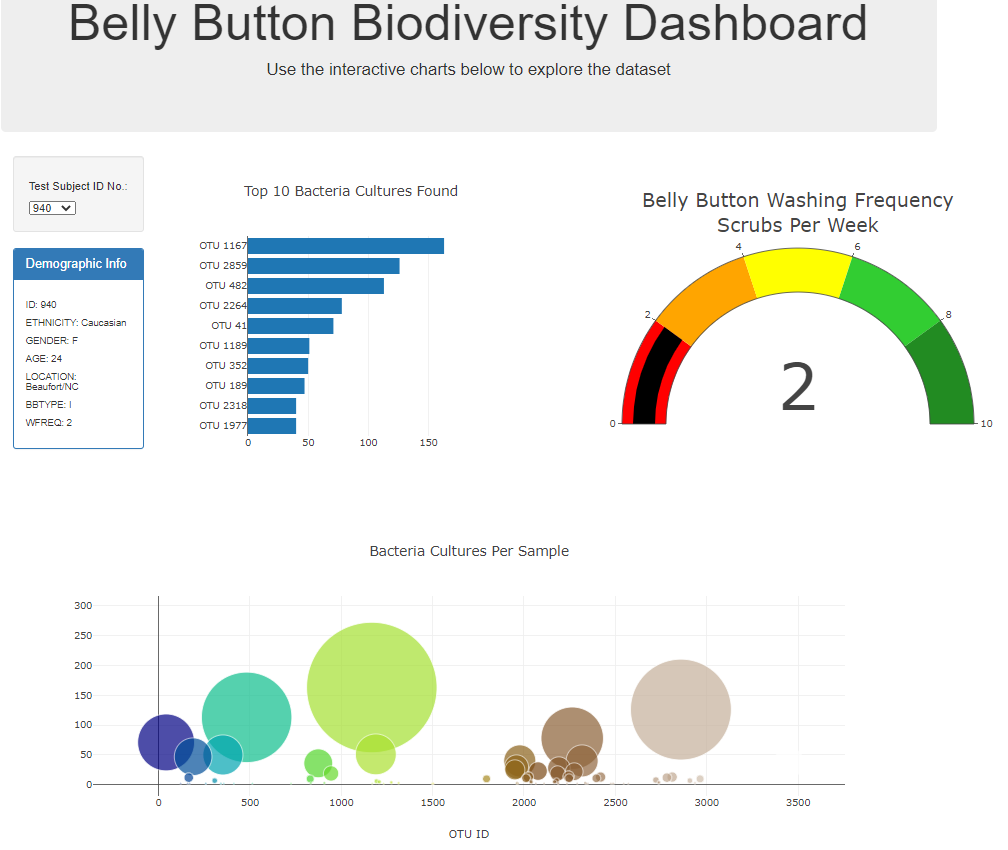 Belly Button Biodiversity Dashboard
Use the interactive charts below to explore the dataset
Test Subject ID No.:
940
Demographic Info
ID: 940
ETHNICITY: Caucasian
GENDER: F
AGE: 24
LOCATION:
Beaufort/NC
BBTYPE: I
WFREQ: 2
Top 10 Bacteria Cultures Found
OTU 1167
OTU 2859
OTU 482
OTU 2264
OTU 41
OTU 1189
OTU 352
OTU 189
OTU 2318
OTU 1977
0 50 100 150
Belly Button Washing Frequency
Scrubs Per Week
0
2
4
6
8
10
2
Bacteria Cultures Per Sample
300
250
200
150
100
50
0
0 500 1000 1500 2000 2500 3000 3500
OTU ID